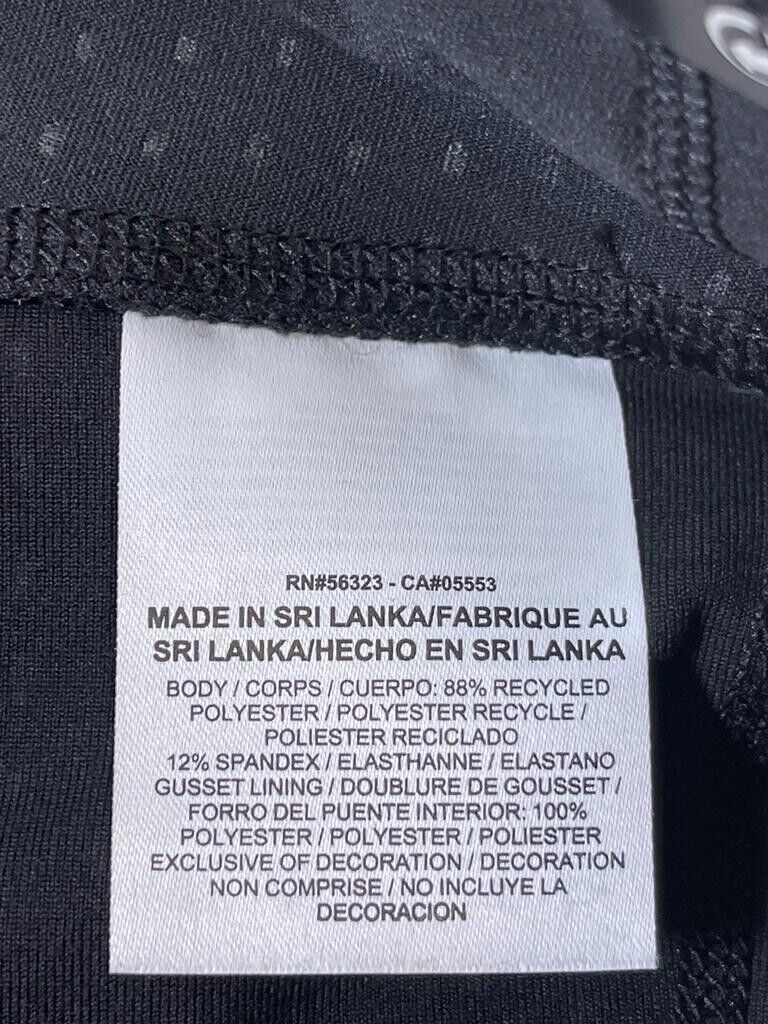 RN#56323 - CA#05553
MADE IN SRI LANKA/FABRIQUE AU
SRI LANKA/HECHO EN SRI LANKA
BODY / CORPS / CUERPO: 88% RECYCLED
POLYESTER / POLYESTER RECYCLE /
POLIESTER RECICLADO
12% SPANDEX / ELASTHANNE / ELASTANO
GUSSET LINING / DOUBLURE DE GOUSSET /
FORRO DEL PUENTE INTERIOR: 100%
POLYESTER / POLYESTER / POLIESTER
EXCLUSIVE OF DECORATION / DECORATION
NON COMPRISE / NO INCLUYE LA
DECORACION